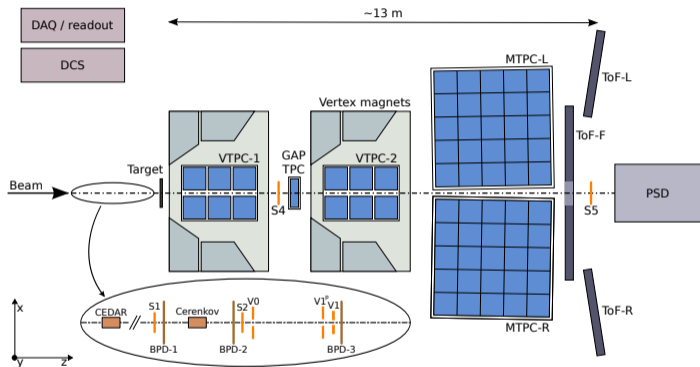 DAQ / readout
DCS
~13 m
MTPC-L
ToF-L
Vertex magnets
ToF-F
Target
VTPC-1
GAP
TPC
VTPC-2
Beam
S4
S5
PSD
CEDAR
S1
Cerenkov
S2
V0
V1ᵖ
V1
BPD-1
BPD-2
BPD-3
MTPC-R
ToF-R
x
y
z